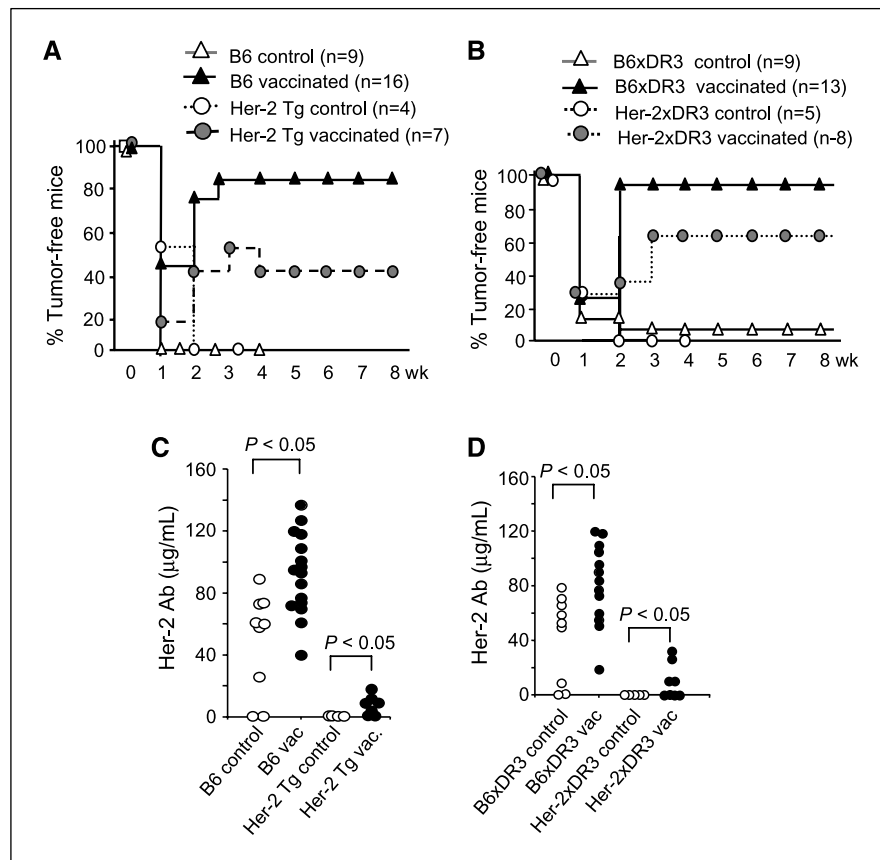 A
B6 control (n=9)
B6 vaccinated (n=16)
Her-2 Tg control (n=4)
Her-2 Tg vaccinated (n=7)
% Tumor-free mice
100
80
60
40
20
0
0 1 2 3 4 5 6 7 8 wk
B
B6xDR3 control (n=9)
B6xDR3 vaccinated (n=13)
Her-2xDR3 control (n=5)
Her-2xDR3 vaccinated (n-8)
% Tumor-free mice
100
80
60
40
20
0
0 1 2 3 4 5 6 7 8 wk
C
P < 0.05
P < 0.05
Her-2 Ab (µg/mL)
160
120
80
40
0
B6 control
B6 vac
Her-2 Tg control
Her-2 Tg vac.
D
P < 0.05
P < 0.05
Her-2 Ab (µg/mL)
160
120
80
40
0
B6xDR3 control
B6xDR3 vac
Her-2xDR3 control
Her-2xDR3 vac